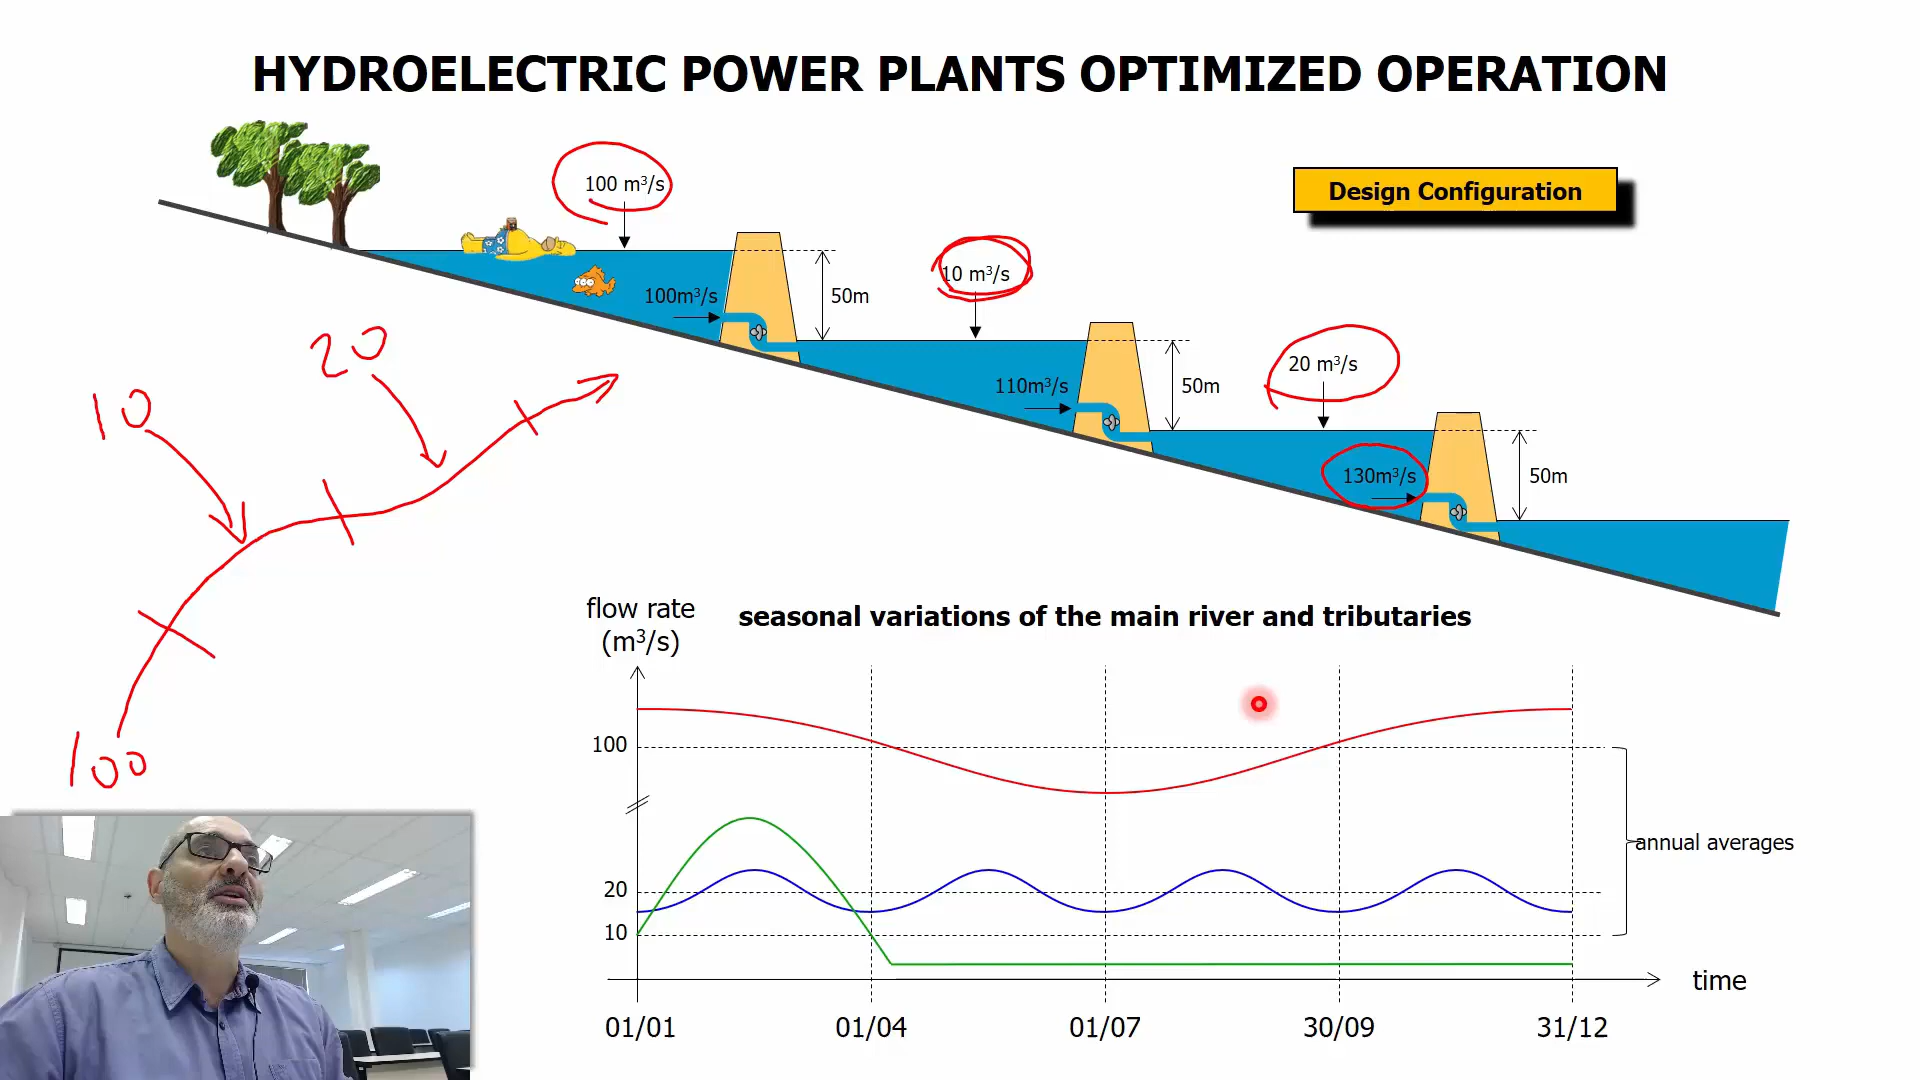 HYDROELECTRIC POWER PLANTS OPTIMIZED OPERATION
Design Configuration
100 m³/s
100m³/s
50m
10 m³/s
110m³/s
50m
20 m³/s
130m³/s
50m
20
10
100
flow rate
(m³/s)
seasonal variations of the main river and tributaries
100
20
10
annual averages
time
01/01
01/04
01/07
30/09
31/12